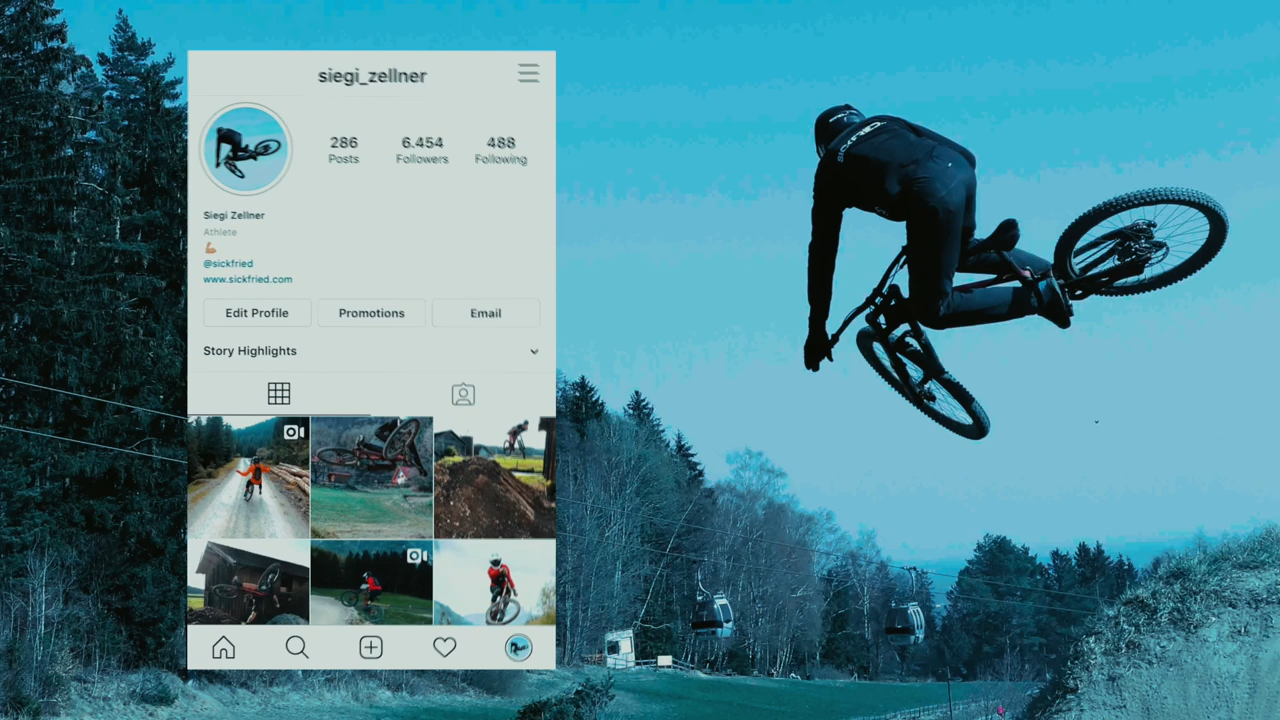 siegi_zellner
286 6.454 488
Posts Followers Following
Siegi Zellner
Athlete
@sickfried
www.sickfried.com
Edit Profile Promotions Email
Story Highlights